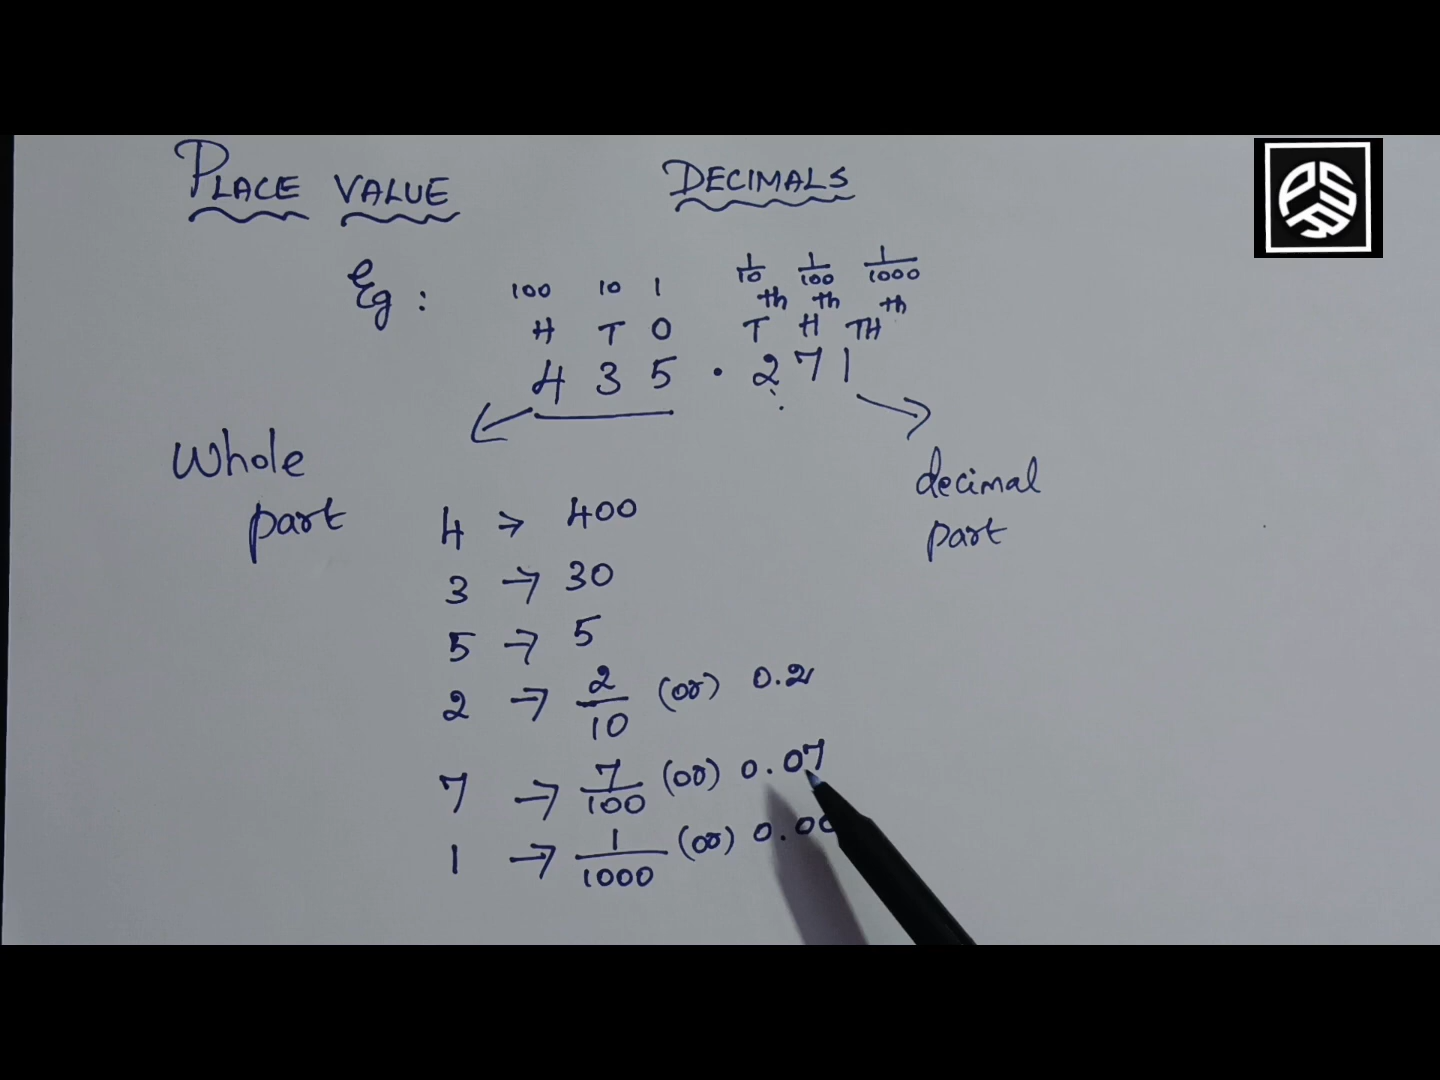 PLACE VALUE DECIMALS
Eg :
100 10 1 1/10 1/100 1/1000
th th th
H T O T H TH
4 3 5 . 2 7 1
Whole part
decimal part
4 → 400
3 → 30
5 → 5
2 → 2/10 (or) 0.2
7 → 7/100 (or) 0.07
1 → 1/1000 (or) 0.00